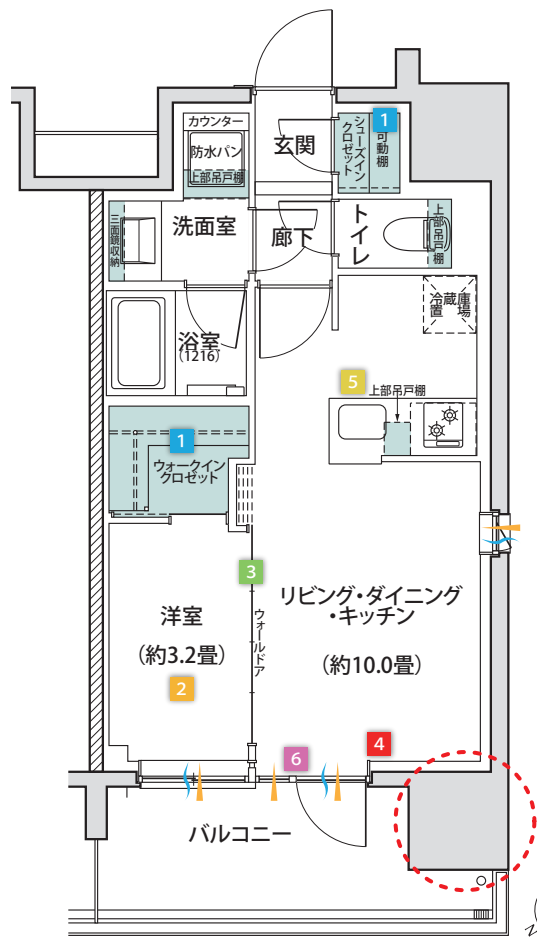 カウンター
防水パン
上部吊戸棚
玄関
シューズイン
クロゼット
1
可動棚
三面鏡収納
洗面室
廊下
トイレ
上部吊戸棚
浴室
(1216)
冷蔵庫
置場
5
上部吊戸棚
1
ウォークイン
クロゼット
3
洋室
(約3.2畳)
2
ウォールドア
リビング・ダイニング
・キッチン
(約10.0畳)
4
6
バルコニー
N